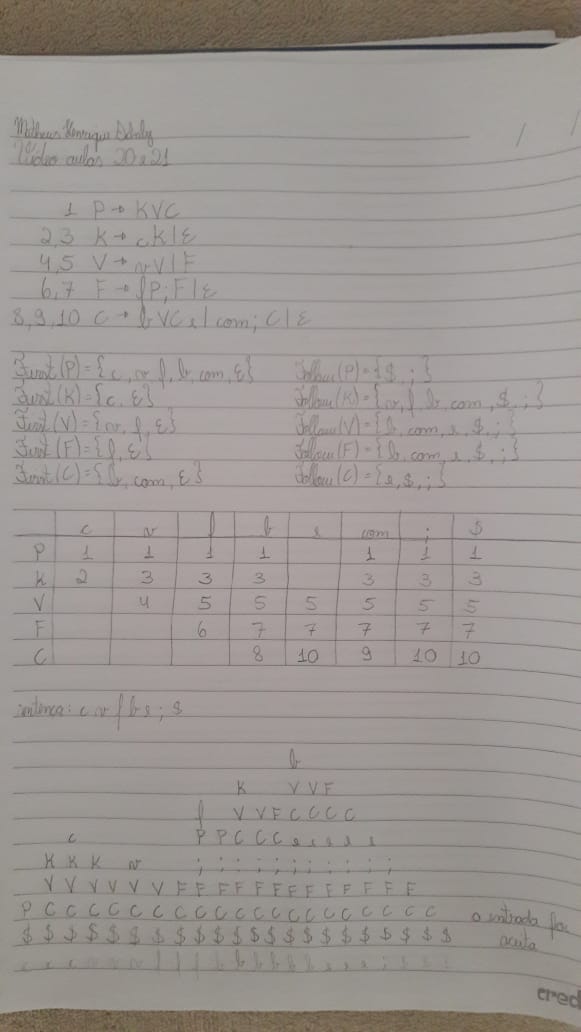 Matheus Henrique
Vídeo aulas 20 e 21
1 P → KVC
2,3 K → cK | ε
4,5 V → vV | F
6,7 F → fP; F | ε
8,9,10 C → b VC e | com; C | ε
First(P) = {c, v, f, b, com, ε} Follow(P) = {$, ;}
First(K) = {c, ε} Follow(K) = {v, f, b, com, $, ;}
First(V) = {v, f, ε} Follow(V) = {b, com, e, $, ;}
First(F) = {f, ε} Follow(F) = {b, com, e, $, ;}
First(C) = {b, com, ε} Follow(C) = {e, $, ;}
c v f b e com ; $
P 1 1 1 1 1 1 1
K 2 3 3 3 3 3 3
V 4 5 5 5 5 5 5
F 6 7 7 7 7 7
C 8 10 9 10 10
sentença: c v f b e ; $
b
K V V F
f V V F C C C C
c P P C C C e e e e
K K K v ; ; ; ; ; ; ; ; ;
V V V V V V F F F F F F F F F F F F
P C C C C C C C C C C C C C C C C C C C a entrada foi
$ $ $ $ $ $ $ $ $ $ $ $ $ $ $ $ $ $ $ $ $ aceita
cred